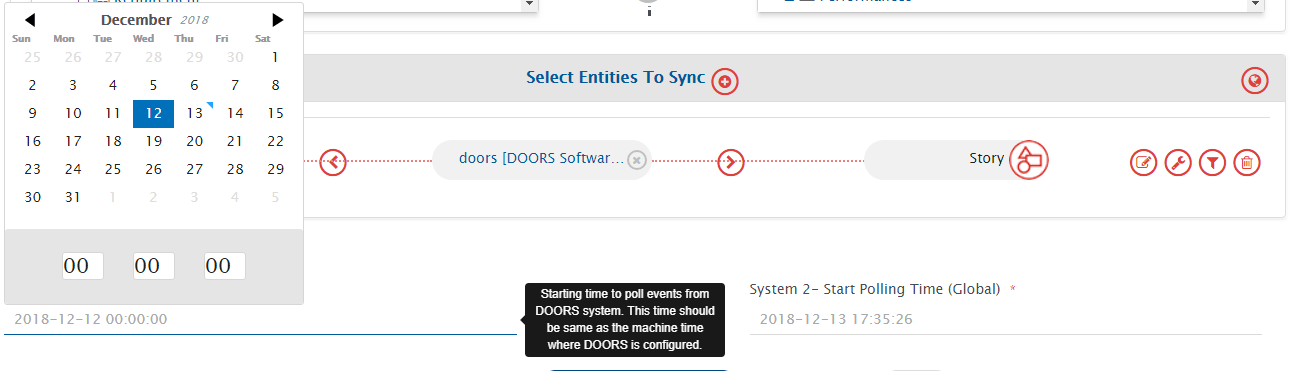 December 2018
Sun Mon Tue Wed Thu Fri Sat
25 26 27 28 29 30 1
2 3 4 5 6 7 8
9 10 11 12 13 14 15
16 17 18 19 20 21 22
23 24 25 26 27 28 29
30 31 1 2 3 4 5
00 00 00
2018-12-12 00:00:00
Select Entities To Sync
doors [DOORS Softwar...
Story
Starting time to poll events from
DOORS system. This time should
be same as the machine time
where DOORS is configured.
System 2- Start Polling Time (Global) *
2018-12-13 17:35:26